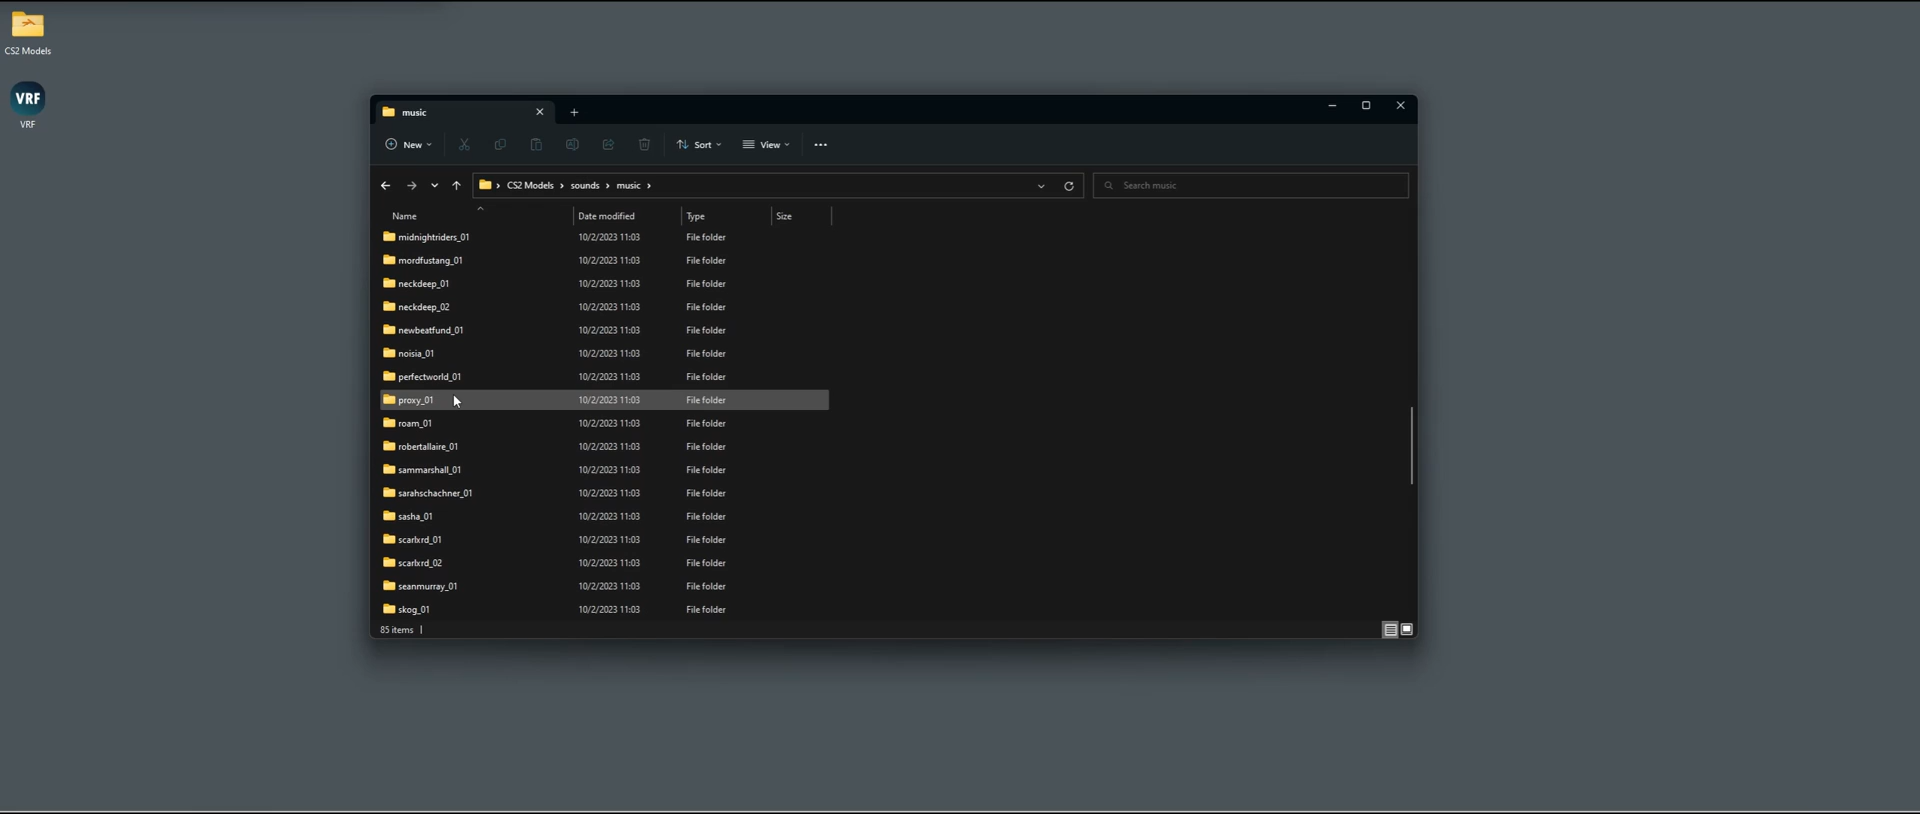 CS2 Models
VRF
VRF
music
New
Sort
View
CS2 Models > sounds > music >
Search music
Name Date modified Type Size
midnightriders_01 10/2/2023 11:03 File folder
mordfustang_01 10/2/2023 11:03 File folder
neckdeep_01 10/2/2023 11:03 File folder
neckdeep_02 10/2/2023 11:03 File folder
newbeatfund_01 10/2/2023 11:03 File folder
noisia_01 10/2/2023 11:03 File folder
perfectworld_01 10/2/2023 11:03 File folder
proxy_01 10/2/2023 11:03 File folder
roam_01 10/2/2023 11:03 File folder
robertallaire_01 10/2/2023 11:03 File folder
sammarshall_01 10/2/2023 11:03 File folder
sarahschachner_01 10/2/2023 11:03 File folder
sasha_01 10/2/2023 11:03 File folder
scarlxrd_01 10/2/2023 11:03 File folder
scarlxrd_02 10/2/2023 11:03 File folder
seanmurray_01 10/2/2023 11:03 File folder
skog_01 10/2/2023 11:03 File folder
85 items